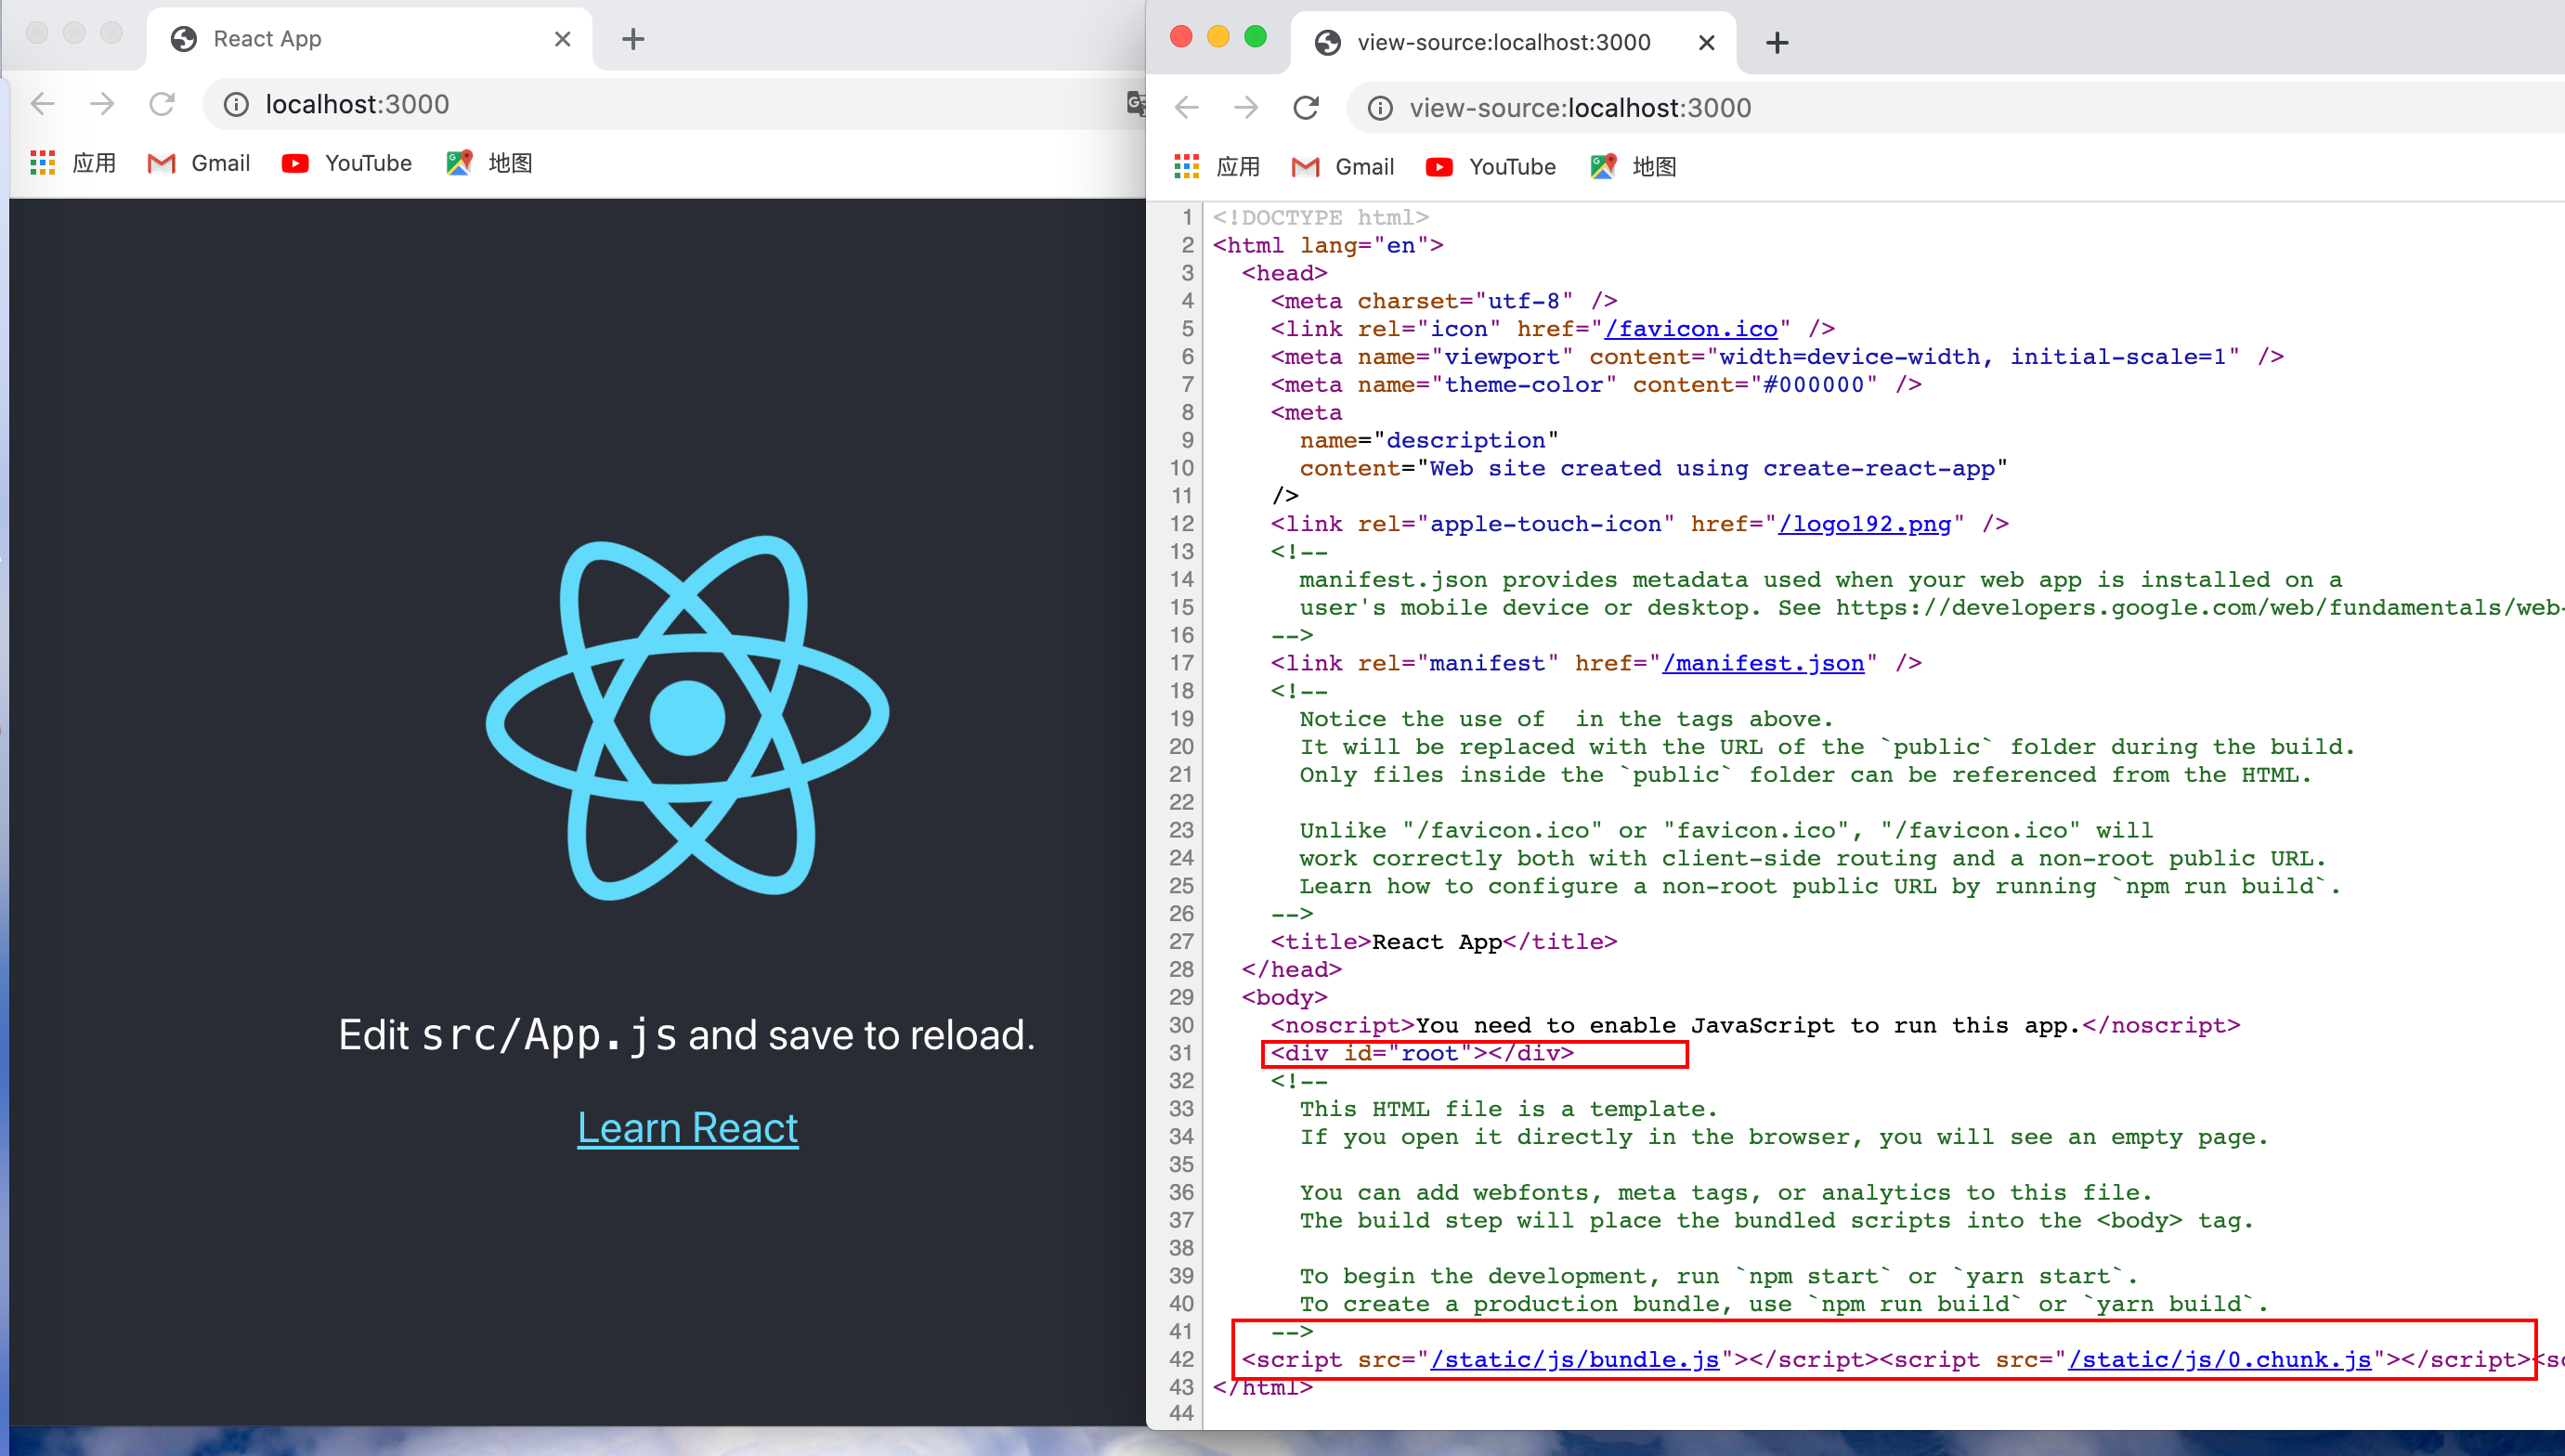 React App
localhost:3000
应用 Gmail YouTube 地图
Edit src/App.js and save to reload.
Learn React
view-source:localhost:3000
view-source:localhost:3000
应用 Gmail YouTube 地图
1 <!DOCTYPE html>
2 <html lang="en">
3 <head>
4 <meta charset="utf-8" />
5 <link rel="icon" href="/favicon.ico" />
6 <meta name="viewport" content="width=device-width, initial-scale=1" />
7 <meta name="theme-color" content="#000000" />
8 <meta
9 name="description"
10 content="Web site created using create-react-app"
11 />
12 <link rel="apple-touch-icon" href="/logo192.png" />
13 <!--
14 manifest.json provides metadata used when your web app is installed on a
15 user's mobile device or desktop. See https://developers.google.com/web/fundamentals/web-
16 -->
17 <link rel="manifest" href="/manifest.json" />
18 <!--
19 Notice the use of  in the tags above.
20 It will be replaced with the URL of the `public` folder during the build.
21 Only files inside the `public` folder can be referenced from the HTML.
22
23 Unlike "/favicon.ico" or "favicon.ico", "/favicon.ico" will
24 work correctly both with client-side routing and a non-root public URL.
25 Learn how to configure a non-root public URL by running `npm run build`.
26 -->
27 <title>React App</title>
28 </head>
29 <body>
30 <noscript>You need to enable JavaScript to run this app.</noscript>
31 <div id="root"></div>
32 <!--
33 This HTML file is a template.
34 If you open it directly in the browser, you will see an empty page.
35
36 You can add webfonts, meta tags, or analytics to this file.
37 The build step will place the bundled scripts into the <body> tag.
38
39 To begin the development, run `npm start` or `yarn start`.
40 To create a production bundle, use `npm run build` or `yarn build`.
41 -->
42 <script src="/static/js/bundle.js"></script><script src="/static/js/0.chunk.js"></script><sc
43 </html>
44